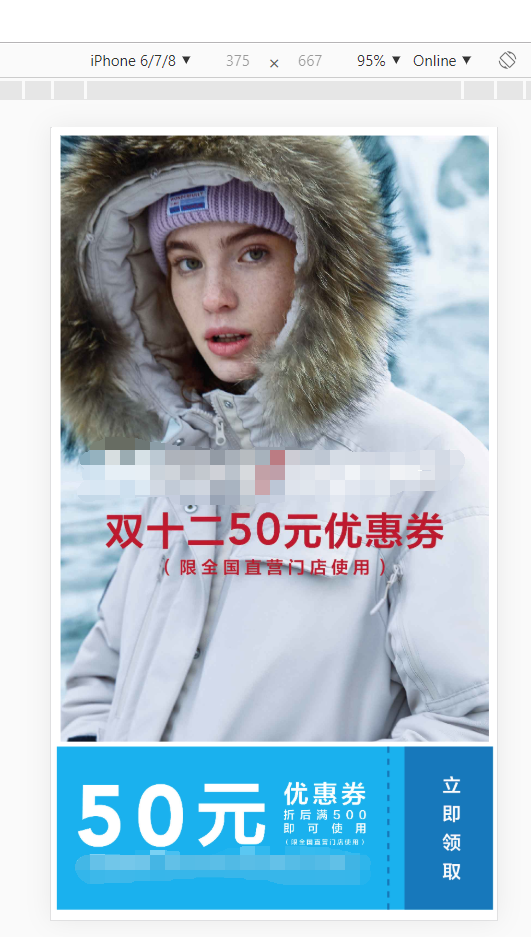 iPhone 6/7/8 ▼ 375 × 667 95% ▼ Online ▼
双十二50元优惠券
（限全国直营门店使用）
50元
优惠券
折后满500
即可使用
（限全国直营门店使用）
立即领取